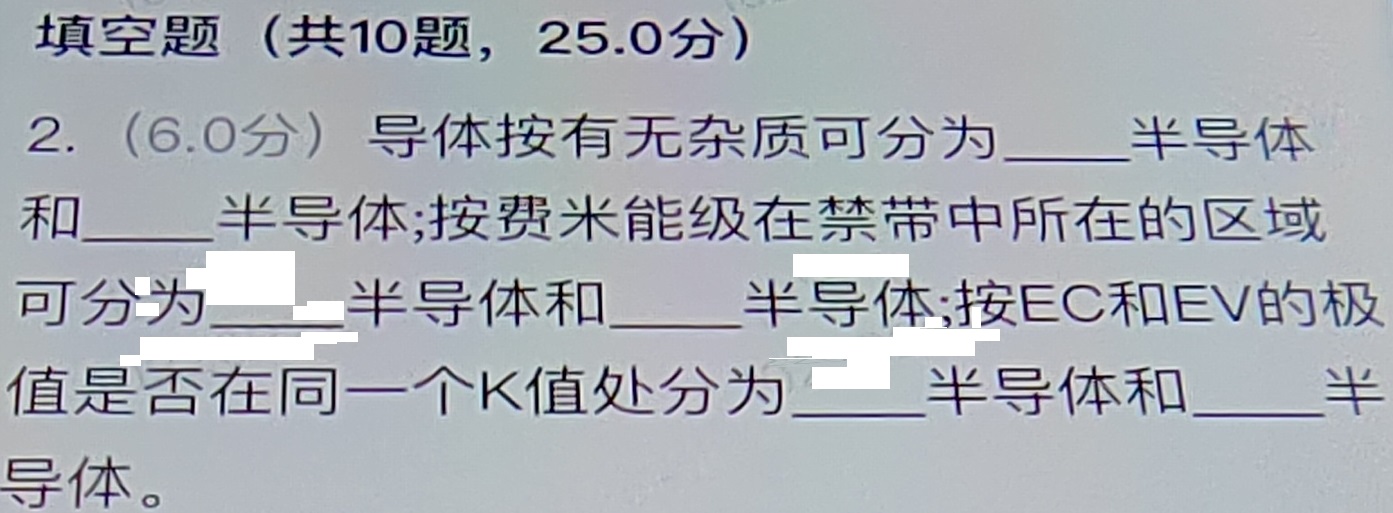 填空题（共10题，25.0分）
2.（6.0分）导体按有无杂质可分为____半导体
和____半导体;按费米能级在禁带中所在的区域
可分为____半导体和____半导体;按EC和EV的极
值是否在同一个K值处分为____半导体和____半
导体。